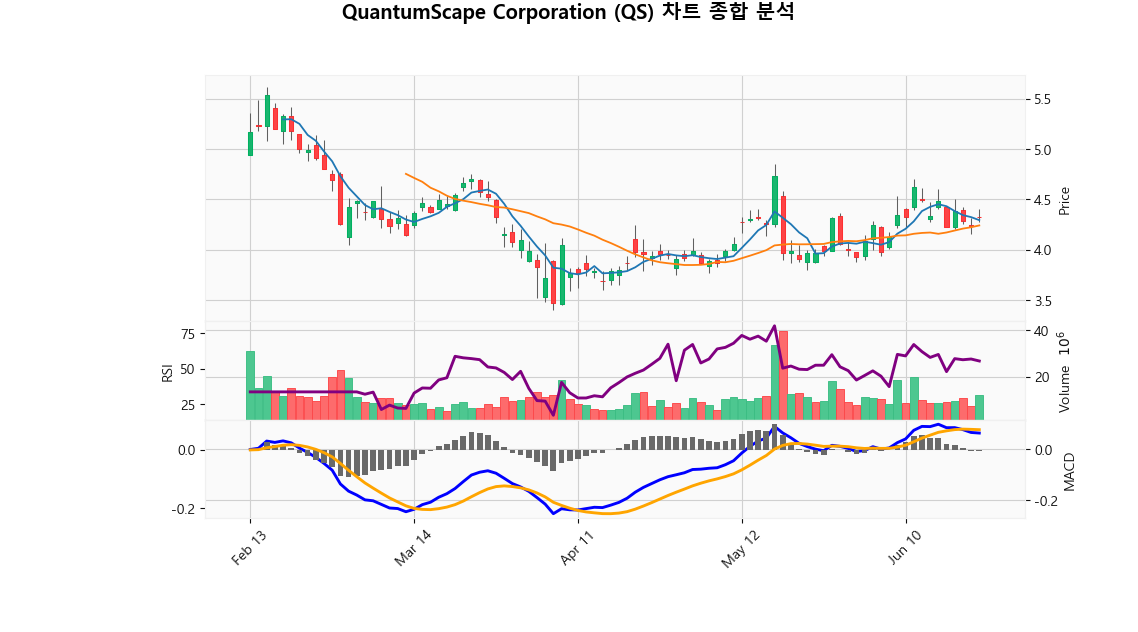 QuantumScape Corporation (QS) 차트 종합 분석
5.5
5.0
4.5
4.0
3.5
Price
75
50
25
RSI
40
20
Volume 10⁶
0.0
-0.2
0.0
-0.2
MACD
Feb 13
Mar 14
Apr 11
May 12
Jun 10